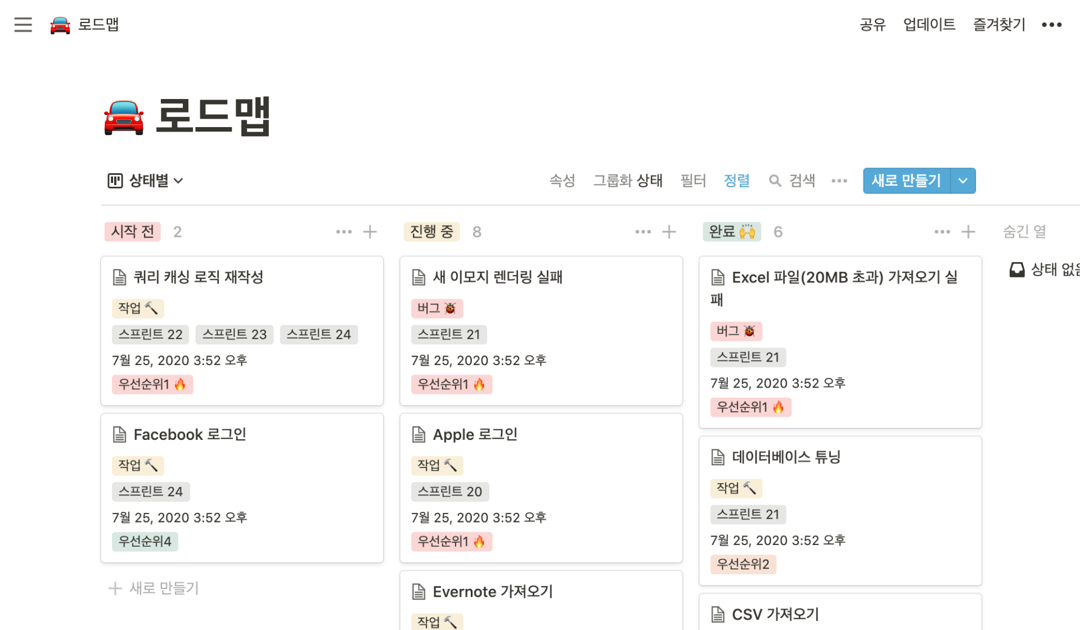 로드맵
공유 업데이트 즐겨찾기
로드맵
상태별 속성 그룹화 상태 필터 정렬 검색 새로 만들기
시작 전 2
쿼리 캐싱 로직 재작성
작업
스프린트 22 스프린트 23 스프린트 24
7월 25, 2020 3:52 오후
우선순위1
Facebook 로그인
작업
스프린트 24
7월 25, 2020 3:52 오후
우선순위4
새로 만들기
진행 중 8
새 이모지 렌더링 실패
버그
스프린트 21
7월 25, 2020 3:52 오후
우선순위1
Apple 로그인
작업
스프린트 20
7월 25, 2020 3:52 오후
우선순위1
Evernote 가져오기
작업
완료 6
Excel 파일(20MB 초과) 가져오기 실
패
버그
스프린트 21
7월 25, 2020 3:52 오후
우선순위1
데이터베이스 튜닝
작업
스프린트 21
7월 25, 2020 3:52 오후
우선순위2
CSV 가져오기
숨긴 열
상태 없음